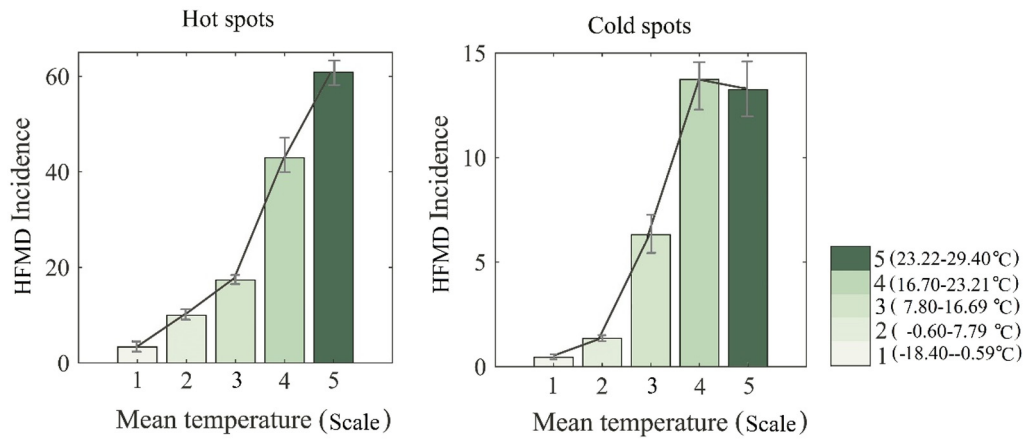 Hot spots
60
40
20
0
HFMD Incidence
1 2 3 4 5
Mean temperature (Scale)
Cold spots
15
10
5
0
HFMD Incidence
1 2 3 4 5
Mean temperature (Scale)
5 (23.22-29.40℃)
4 (16.70-23.21℃)
3 ( 7.80-16.69 ℃)
2 ( -0.60-7.79 ℃)
1 (-18.40--0.59℃)